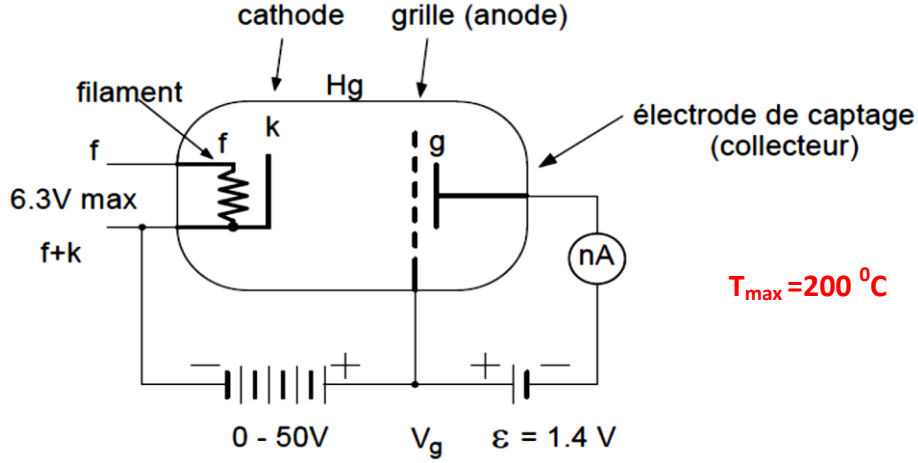 cathode
grille (anode)
Hg
filament
k
f
g
électrode de captage
(collecteur)
f
6.3V max
f+k
nA
Tmax =200 ⁰C
− +
+ −
0 - 50V
Vg
ε = 1.4 V